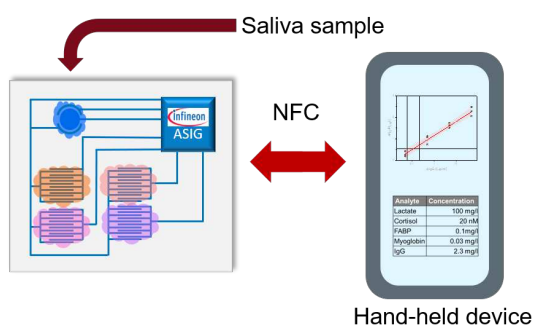 Saliva sample
infineon
ASIG
NFC
Analyte Concentration
Lactate 100 mg/l
Cortisol 20 nM
FABP 0.1mg/l
Myoglobin 0.03 mg/l
IgG 2.3 mg/l
Hand-held device